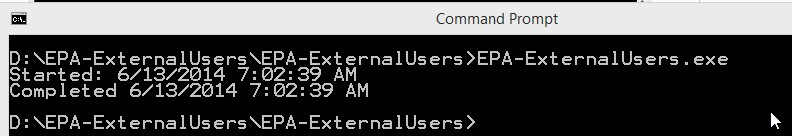 Command Prompt
D:\EPA-ExternalUsers\EPA-ExternalUsers>EPA-ExternalUsers.exe
Started: 6/13/2014 7:02:39 AM
Completed 6/13/2014 7:02:39 AM
D:\EPA-ExternalUsers\EPA-ExternalUsers>